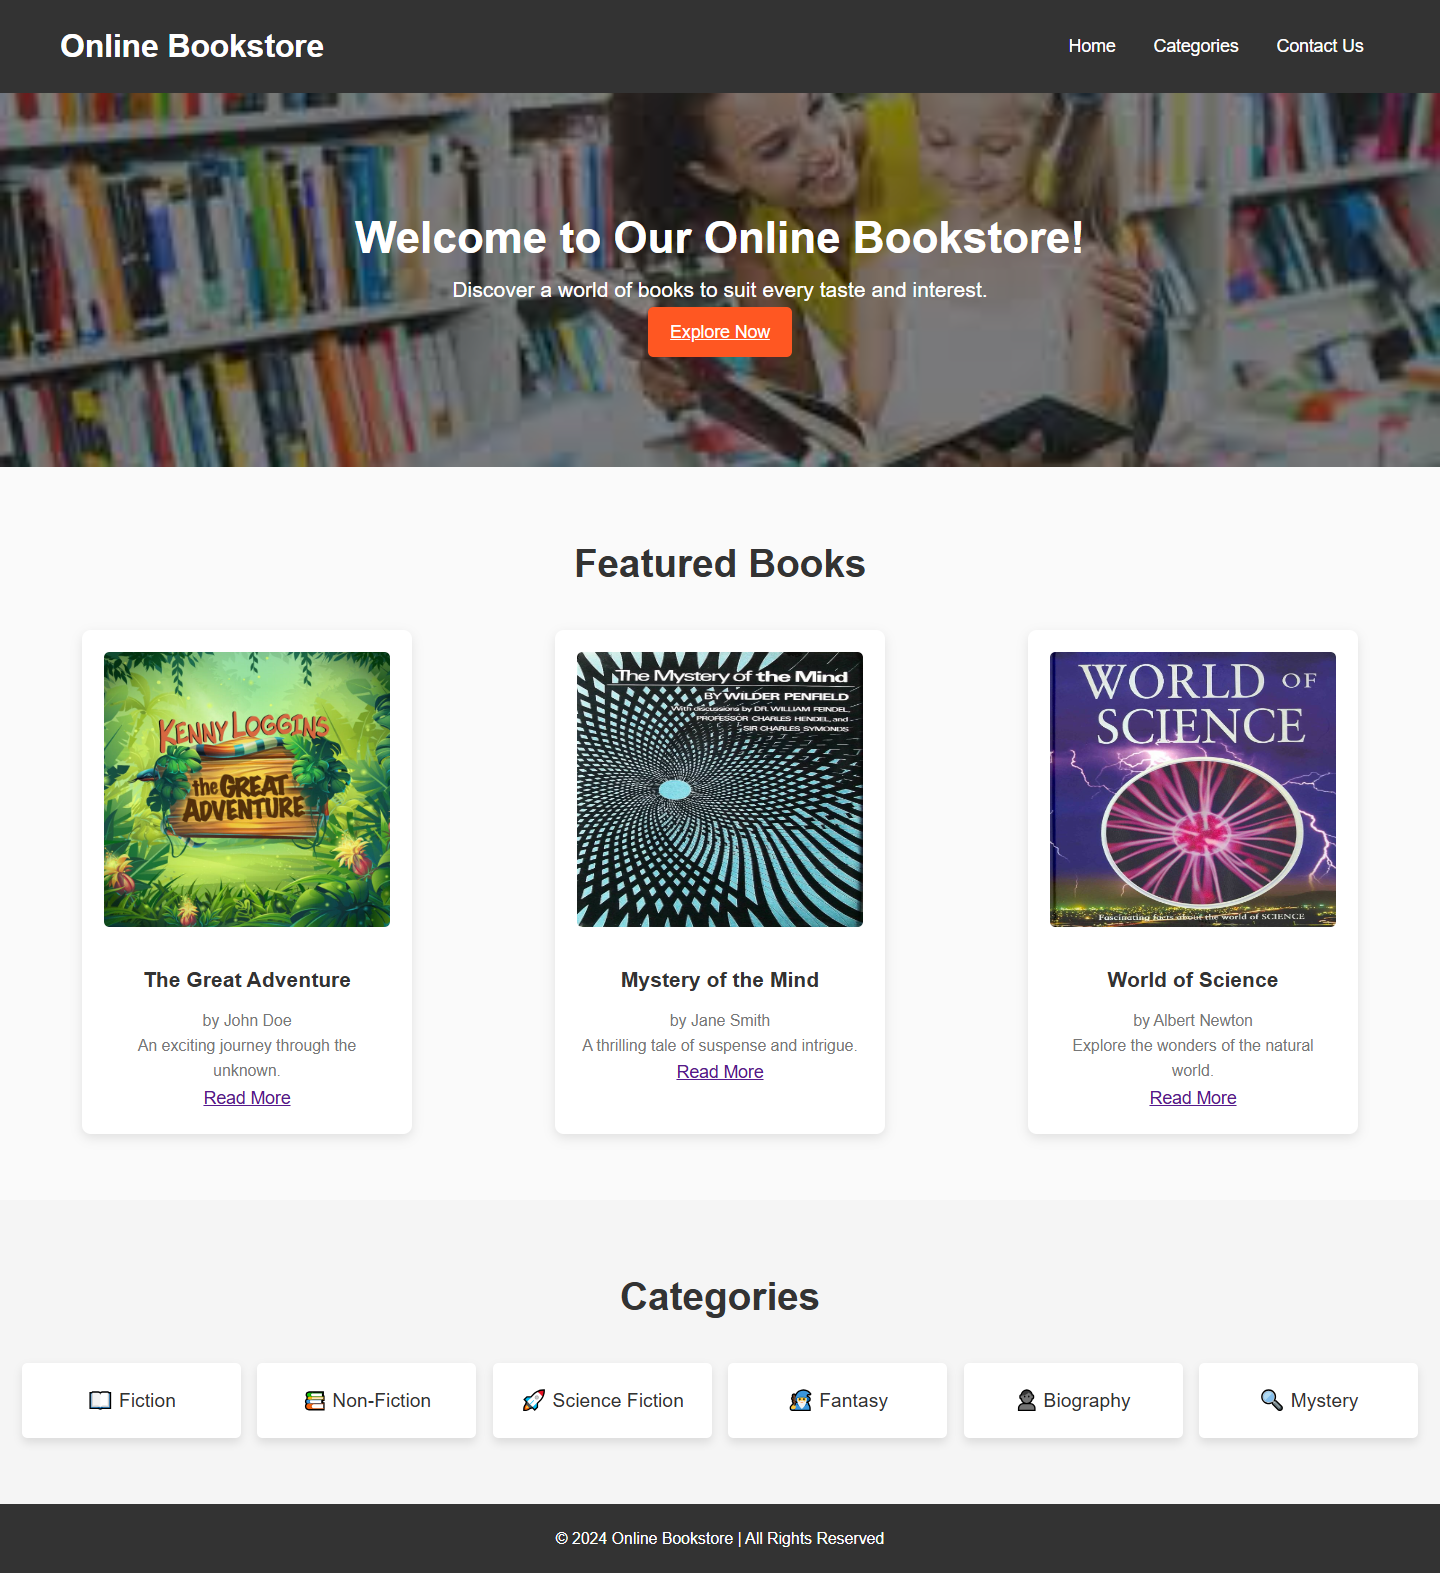 Online Bookstore
Home Categories Contact Us
Welcome to Our Online Bookstore!
Discover a world of books to suit every taste and interest.
Explore Now
Featured Books
KENNY LOGGINS
the GREAT
ADVENTURE
The Great Adventure
by John Doe
An exciting journey through the
unknown.
Read More
The Mystery of the Mind
BY WILDER PENFIELD
With discussions by DR. WILLIAM FEINDEL,
PROFESSOR CHARLES HENDEL, and
SIR CHARLES SYMONDS
Mystery of the Mind
by Jane Smith
A thrilling tale of suspense and intrigue.
Read More
WORLD OF
SCIENCE
Fascinating facts about the world of SCIENCE
World of Science
by Albert Newton
Explore the wonders of the natural
world.
Read More
Categories
📖 Fiction
📚 Non-Fiction
🚀 Science Fiction
🧙 Fantasy
👤 Biography
🔍 Mystery
© 2024 Online Bookstore | All Rights Reserved